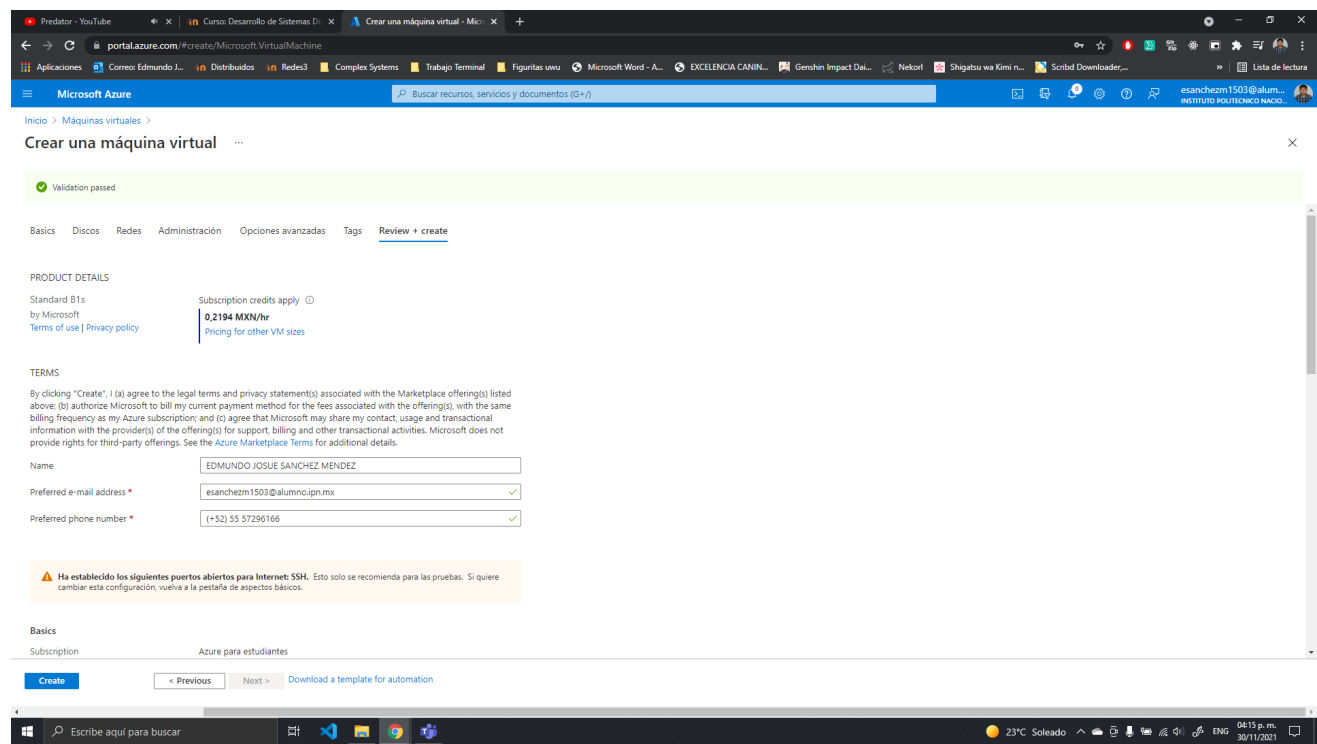 Predator - YouTube
Curso: Desarrollo de Sistemas Di
Crear una máquina virtual - Micr
portal.azure.com/#create/Microsoft.VirtualMachine
Aplicaciones Correo: Edmundo J... Distribuidos Redes3 Complex Systems Trabajo Terminal Figuritas uwu Microsoft Word - A... EXCELENCIA CANIN... Genshin Impact Dai... Nekori Shigatsu wa Kimi n... Scribd Downloader,... » Lista de lectura
Microsoft Azure
Buscar recursos, servicios y documentos (G+/)
6
esanchezm1503@alum...
INSTITUTO POLITECNICO NACIO...
Inicio > Máquinas virtuales >
Crear una máquina virtual ...
Validation passed
Basics Discos Redes Administración Opciones avanzadas Tags Review + create
PRODUCT DETAILS
Standard B1s
by Microsoft
Terms of use | Privacy policy
Subscription credits apply
0,2194 MXN/hr
Pricing for other VM sizes
TERMS
By clicking "Create", I (a) agree to the legal terms and privacy statement(s) associated with the Marketplace offering(s) listed
above; (b) authorize Microsoft to bill my current payment method for the fees associated with the offering(s), with the same
billing frequency as my Azure subscription; and (c) agree that Microsoft may share my contact, usage and transactional
information with the provider(s) of the offering(s) for support, billing and other transactional activities. Microsoft does not
provide rights for third-party offerings. See the Azure Marketplace Terms for additional details.
Name EDMUNDO JOSUE SANCHEZ MENDEZ
Preferred e-mail address * esanchezm1503@alumno.ipn.mx
Preferred phone number * (+52) 55 57296166
Ha establecido los siguientes puertos abiertos para Internet: SSH. Esto solo se recomienda para las pruebas. Si quiere
cambiar esta configuración, vuelva a la pestaña de aspectos básicos.
Basics
Subscription Azure para estudiantes
Create < Previous Next > Download a template for automation
Escribe aquí para buscar
23°C Soleado
ENG
04:15 p. m.
30/11/2021